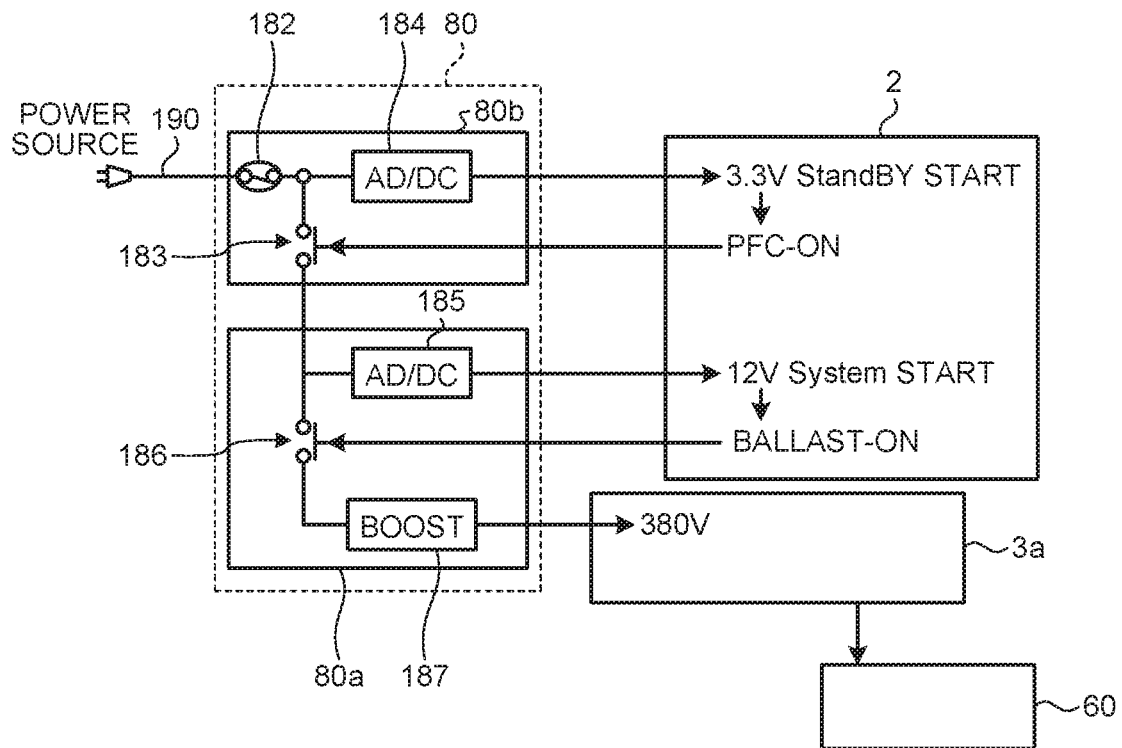 182
184
80
POWER
SOURCE
190
80b
2
AD/DC
3.3V StandBY START
183
PFC-ON
185
AD/DC
12V System START
186
BALLAST-ON
BOOST
380V
3a
80a
187
60